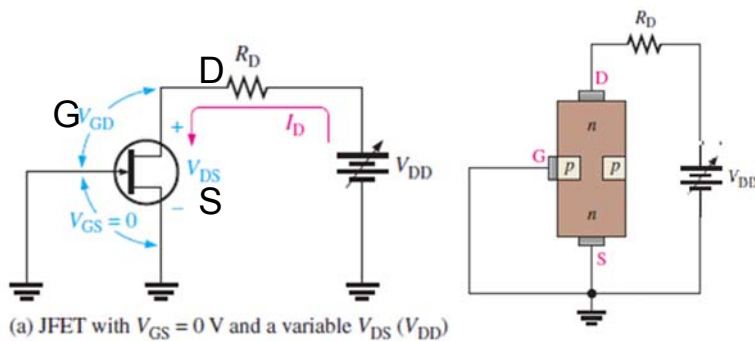 D
R_D
G
V_GD
+
I_D
V_DS
V_DD
−
S
V_GS = 0
(a) JFET with V_GS = 0 V and a variable V_DS (V_DD)
R_D
D
n
G
p
p
V_DD
n
S